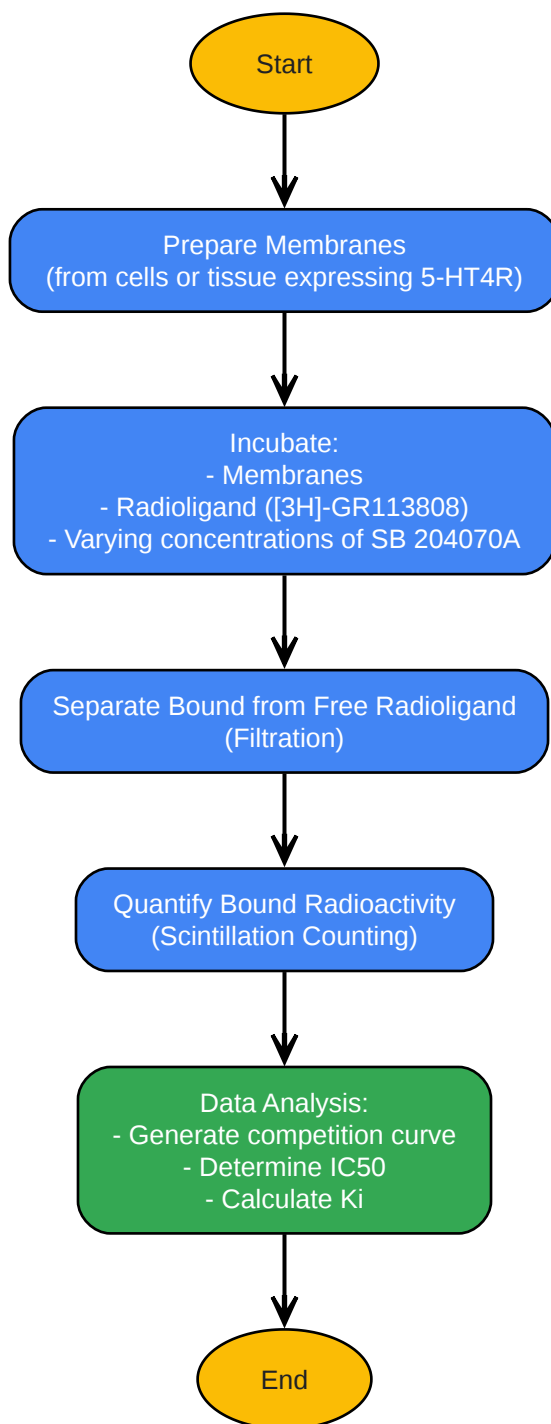 Start
Prepare Membranes
(from cells or tissue expressing 5-HT4R)
Incubate:
- Membranes
- Radioligand ([3H]-GR113808)
- Varying concentrations of SB 204070A
Separate Bound from Free Radioligand
(Filtration)
Quantify Bound Radioactivity
(Scintillation Counting)
Data Analysis:
- Generate competition curve
- Determine IC50
- Calculate Ki
End